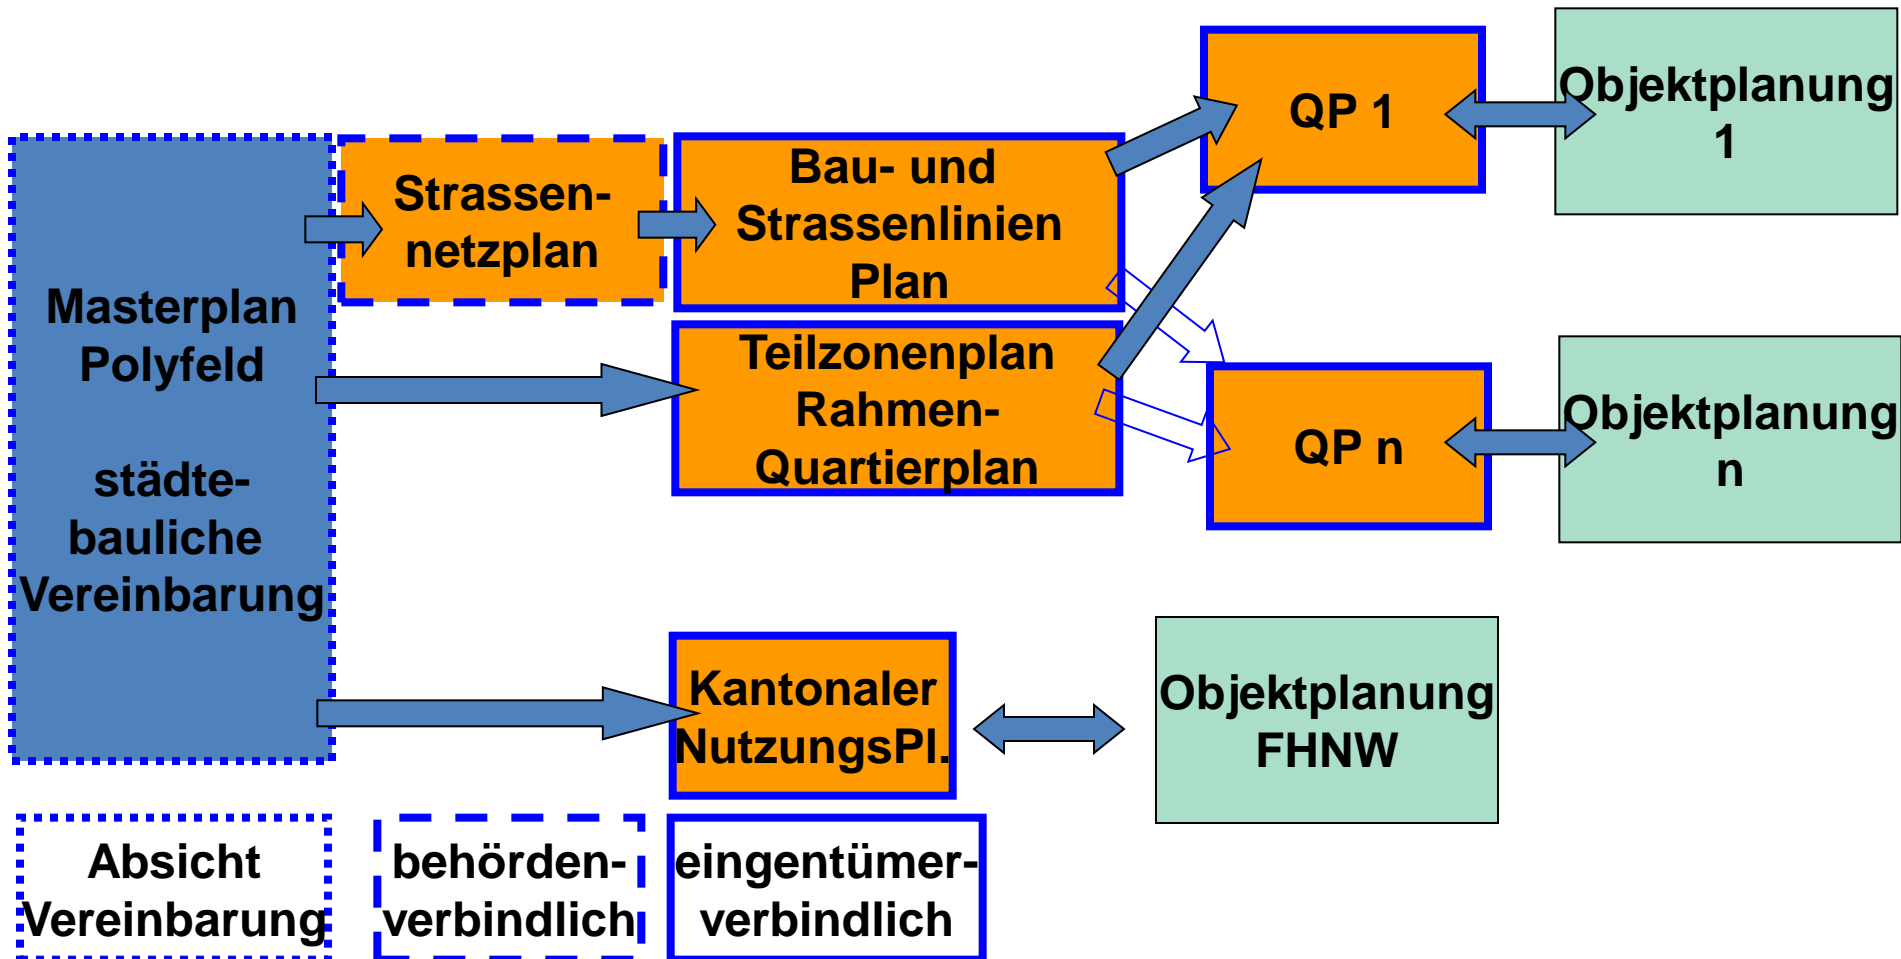 Masterplan
Polyfeld
städte-
bauliche
Vereinbarung
Strassen-
netzplan
Bau- und
Strassenlinien
Plan
Teilzonenplan
Rahmen-
Quartierplan
QP 1
Objektplanung
1
QP n
Objektplanung
n
Kantonaler
NutzungsPl.
Objektplanung
FHNW
Absicht
Vereinbarung
behörden-
verbindlich
eingentümer-
verbindlich